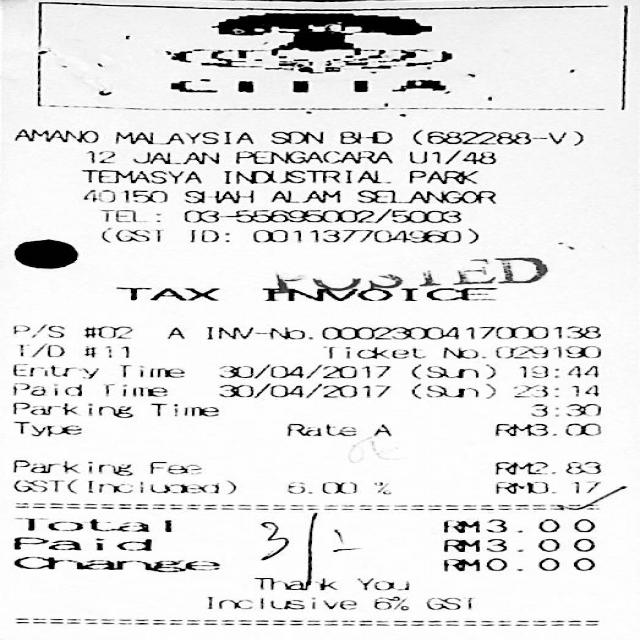 AMANO MALAYSIA SDN BHD (682288-V)
12 JALAN PENGACARA U1/48
TEMASYA INDUSTRIAL PARK
40150 SHAH ALAM SELANGOR
TEL: 03-55695002/5003
(GST ID: 001137704960)
POSTED
TAX INVOICE
P/S #02 A INV-No.0002300417000138
T/D #11 Ticket No.029190
Entry Time 30/04/2017 (Sun) 19:44
Paid Time 30/04/2017 (Sun) 23:14
Parking Time 3:30
Type Rate A RM3.00
Parking Fee RM2.83
GST(Included) 6.00 % RM0.17
Total RM3.00
Paid RM3.00
Change RM0.00
Thank You
Inclusive 6% GST